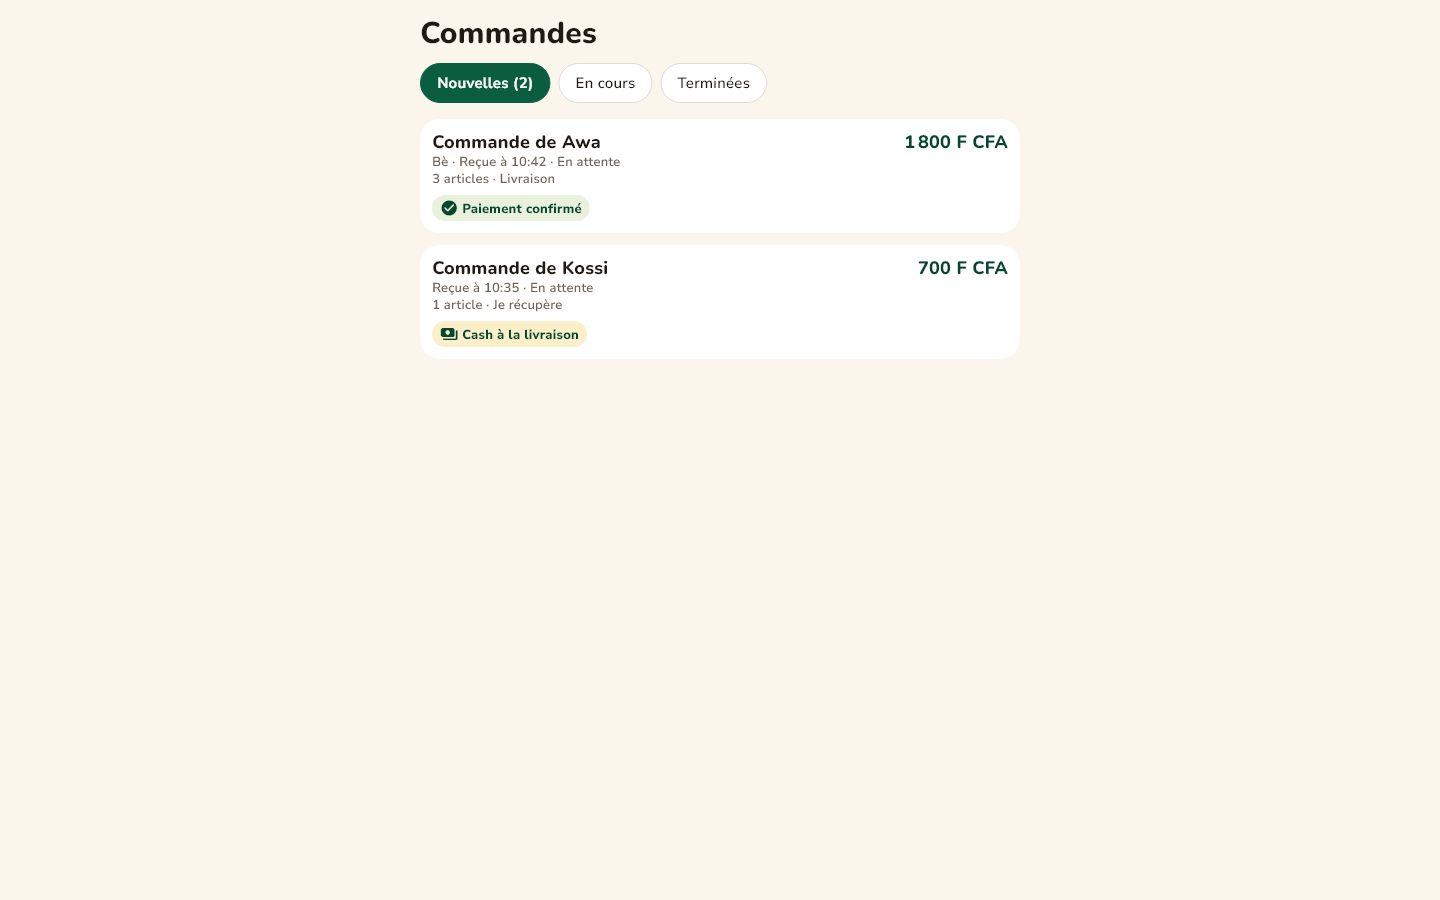 Commandes
Nouvelles (2) En cours Terminées
Commande de Awa 1 800 F CFA
Bè · Reçue à 10:42 · En attente
3 articles · Livraison
Paiement confirmé
Commande de Kossi 700 F CFA
Reçue à 10:35 · En attente
1 article · Je récupère
Cash à la livraison